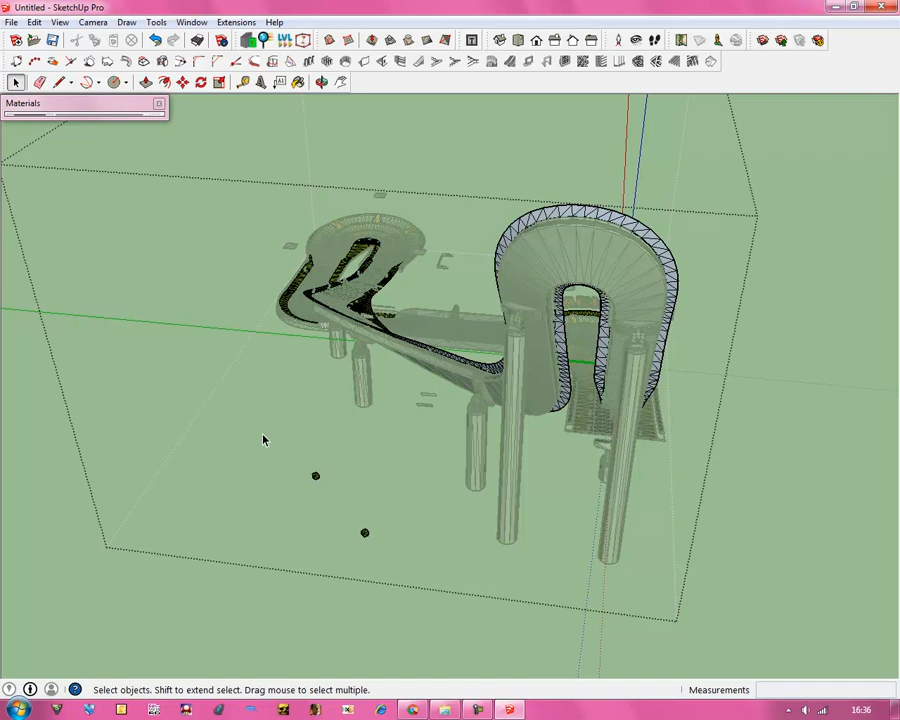 Untitled - SketchUp Pro
File Edit View Camera Draw Tools Window Extensions Help
LVL
Materials
Select objects. Shift to extend select. Drag mouse to select multiple.
Measurements
16:36